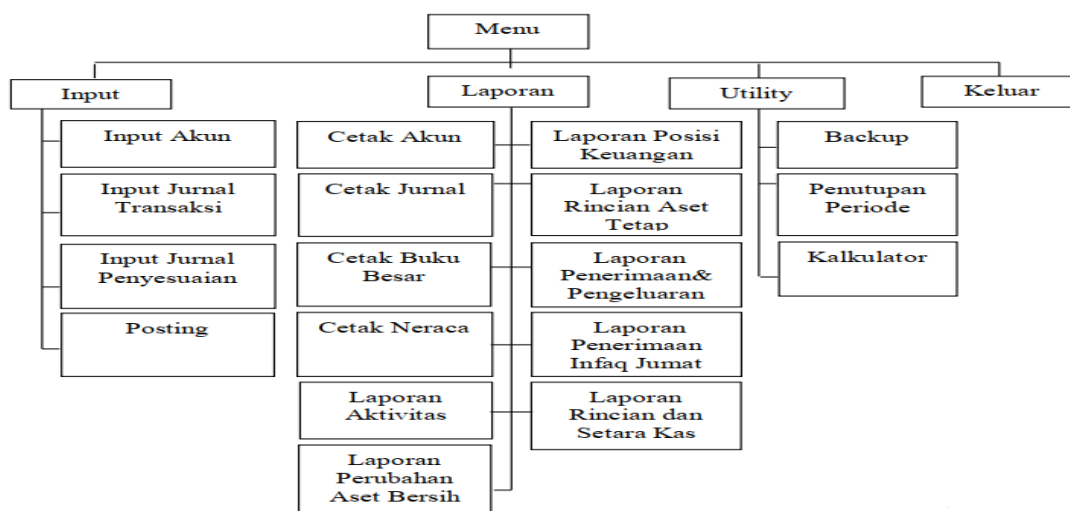 Menu
Input
Laporan
Utility
Keluar
Input Akun
Input Jurnal
Transaksi
Input Jurnal
Penyesuaian
Posting
Cetak Akun
Cetak Jurnal
Cetak Buku
Besar
Cetak Neraca
Laporan
Aktivitas
Laporan
Perubahan
Aset Bersih
Laporan Posisi
Keuangan
Laporan
Rincian Aset
Tetap
Laporan
Penerimaan&
Pengeluaran
Laporan
Penerimaan
Infaq Jumat
Laporan
Rincian dan
Setara Kas
Backup
Penutupan
Periode
Kalkulator